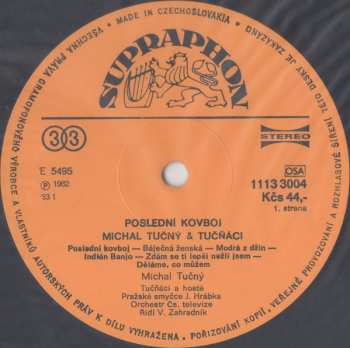 MADE IN CZECHOSLOVAKIA
VŠECHNA PRÁVA GRAMOFONOVÉHO VÝROBCE A VLASTNÍKŮ AUTORSKÝCH PRÁV K DÍLU VYHRAŽENA. POŘIZOVÁNÍ KOPIÍ, VEŘEJNÉ PROVOZOVÁNÍ A ROZHLASOVÉ ŠÍŘENÍ TÉTO DESKY JE ZAKÁZÁNO
SUPRAPHON
33
STEREO
E 5495
Ⓟ 1982
33 1
OSA
1113 3004
Kčs 44,-
1. strana
POSLEDNÍ KOVBOJ
MICHAL TUČNÝ & TUČŇÁCI
Poslední kovboj — Báječná ženská — Modrá z džín —
Indián Banjo — Zdám se ti lepší nežli jsem —
Děláme, co můžem
Michal Tučný
Tučňáci a hosté
Pražské smyčce J. Hrábka
Orchestr Čs. televize
Řídí V. Zahradník